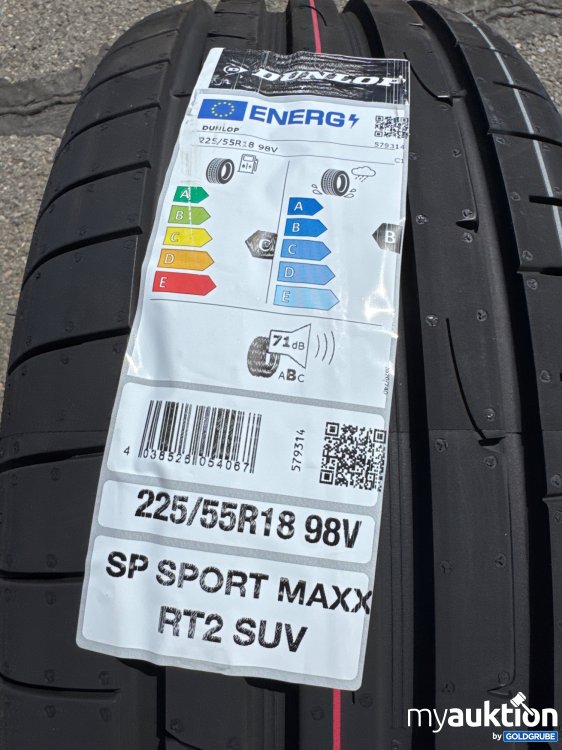 DUNLOP
ENERG
DUNLOP
579314
225/55R18 98V
C1
A
B
C
D
E
C
A
B
C
D
E
B
71dB
ABC
4 038526 054067
579314
225/55R18 98V
SP SPORT MAXX
RT2 SUV
myauktion
by GOLDGRUBE